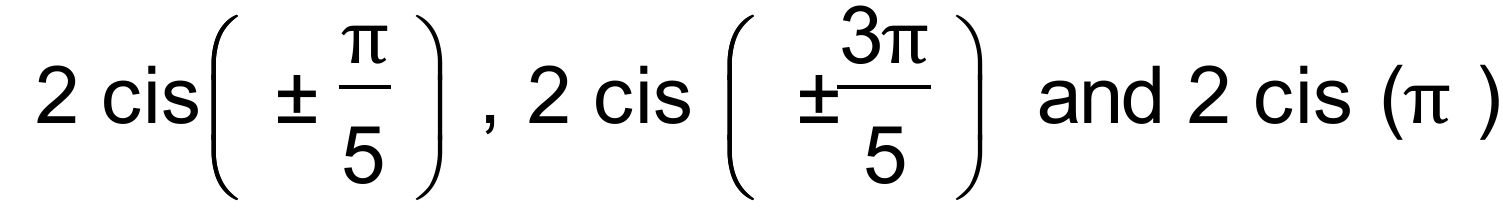 2 cis( ± π/5 ) , 2 cis ( ± 3π/5 ) and 2 cis (π )